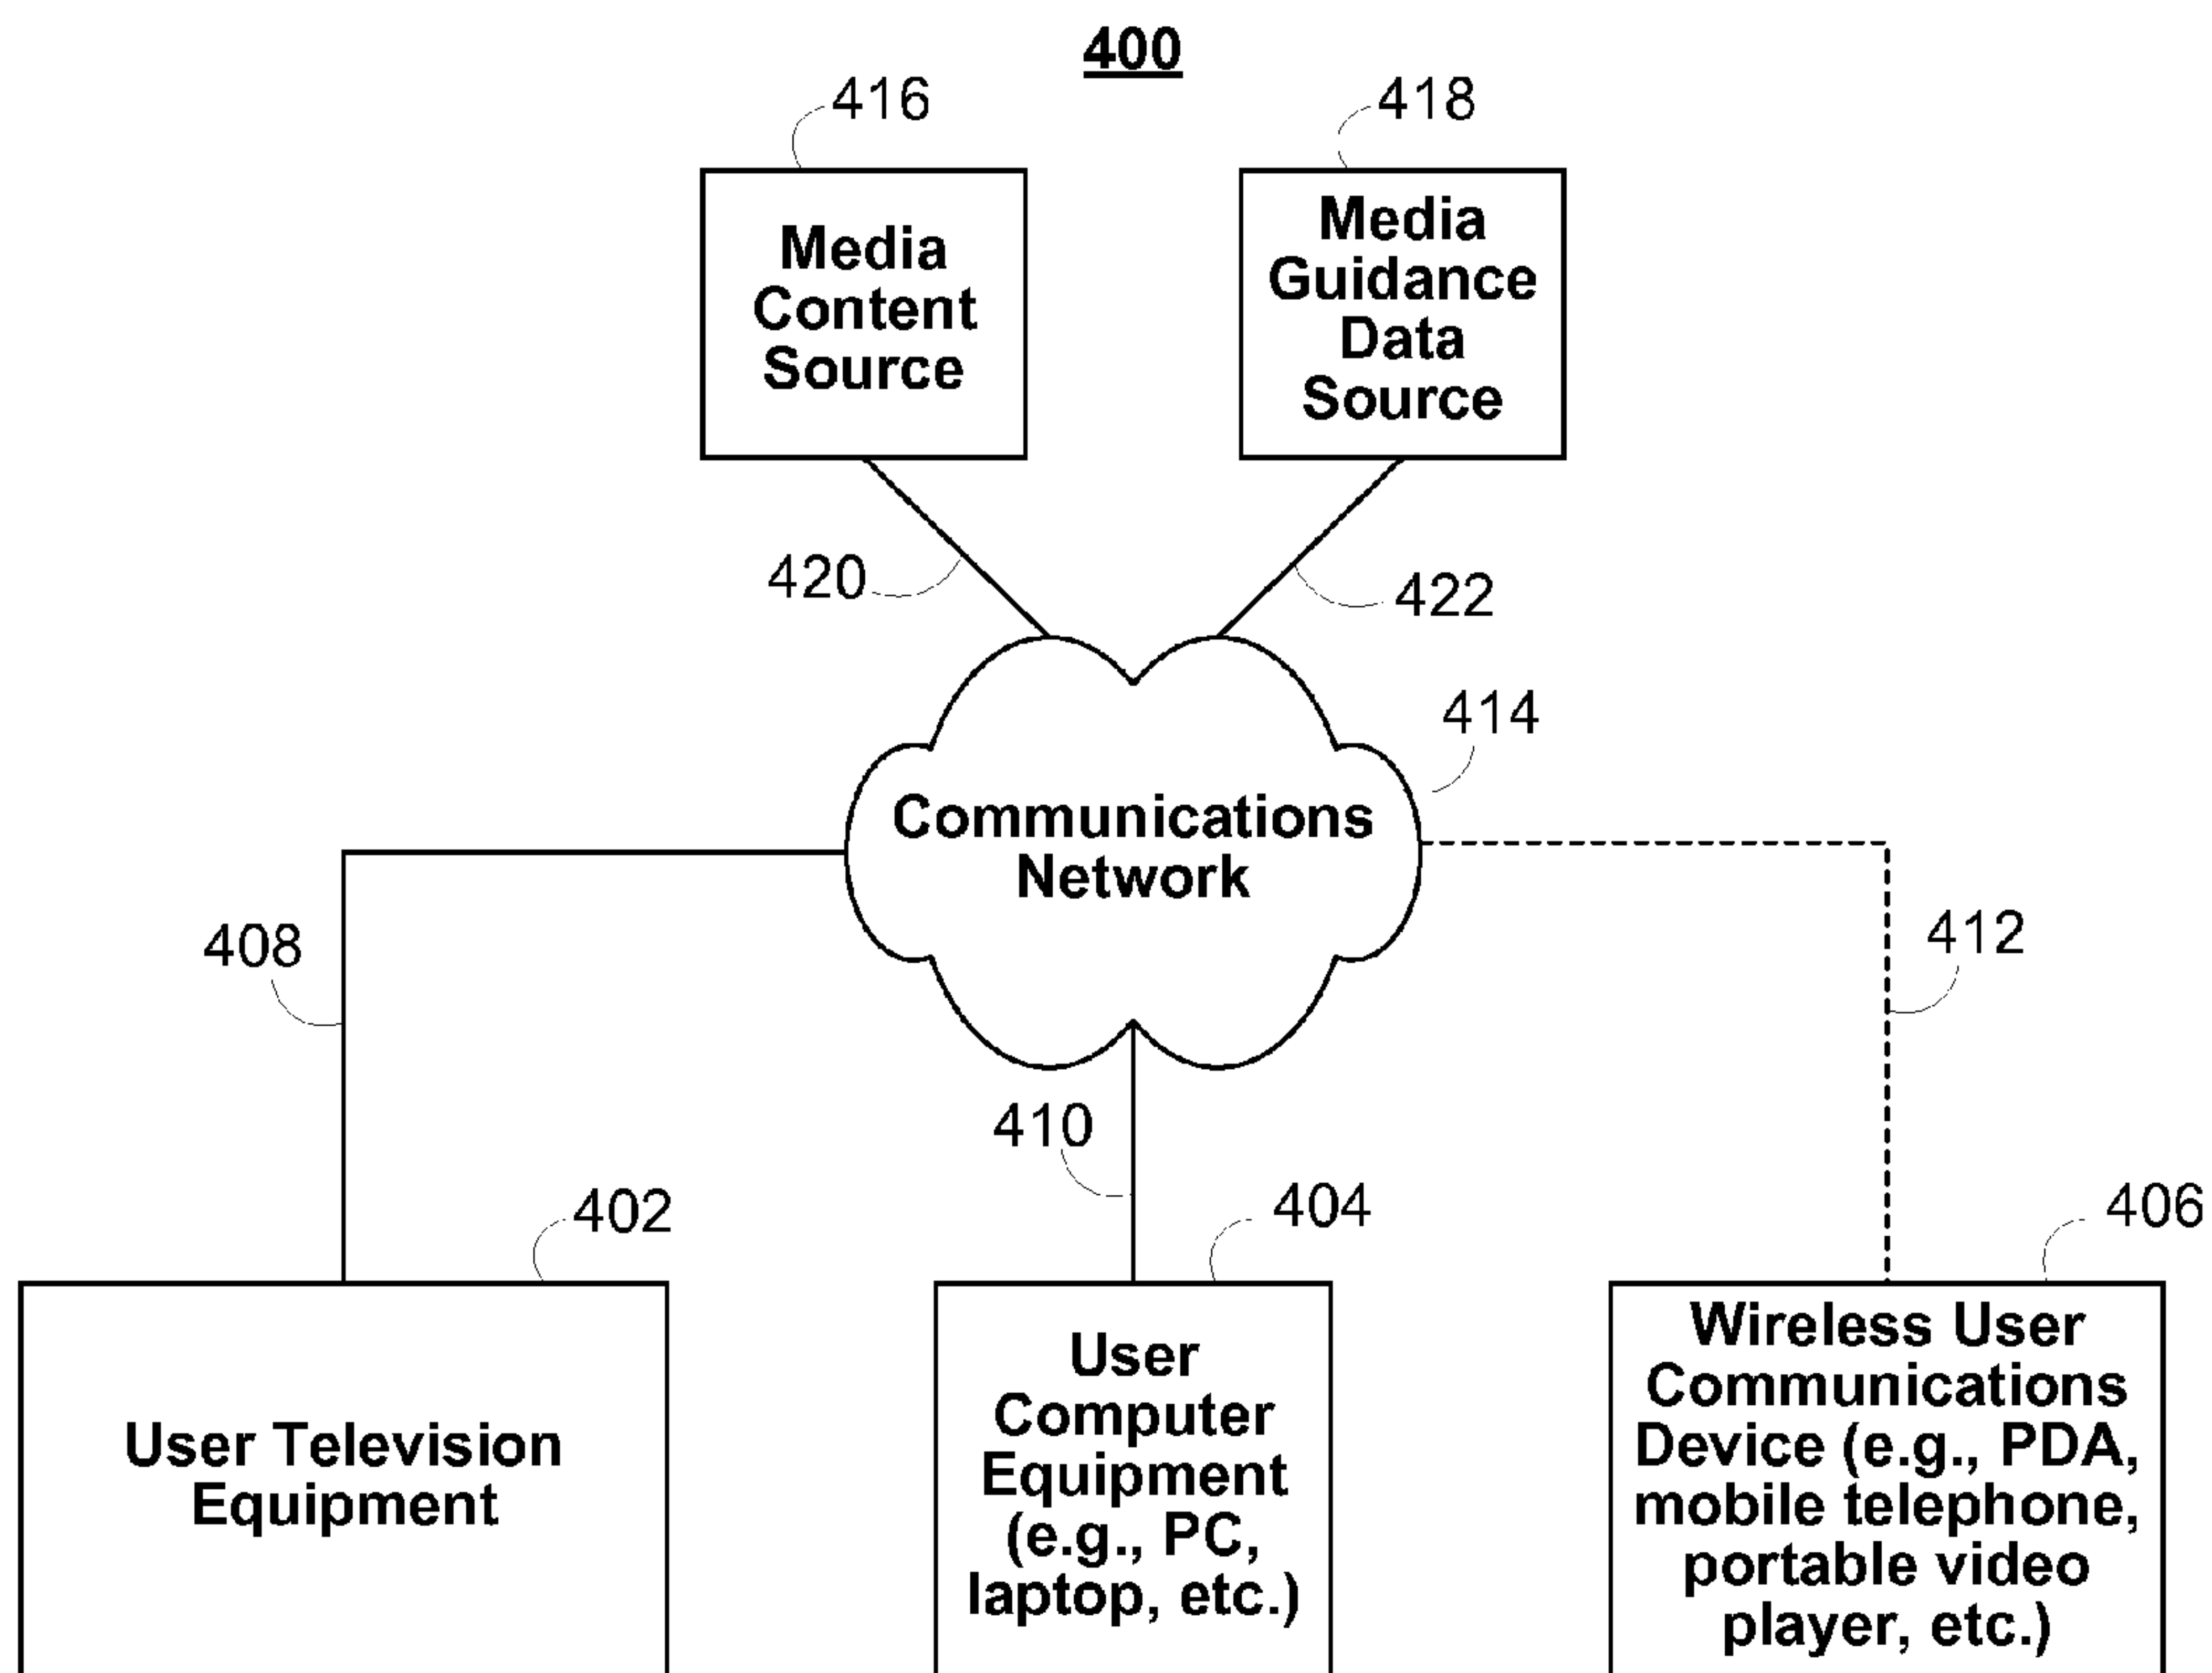 400
416
418
Media
Content
Source
Media
Guidance
Data
Source
420
422
414
Communications
Network
408
412
410
402
404
406
User Television
Equipment
User
Computer
Equipment
(e.g., PC,
laptop, etc.)
Wireless User
Communications
Device (e.g., PDA,
mobile telephone,
portable video
player, etc.)